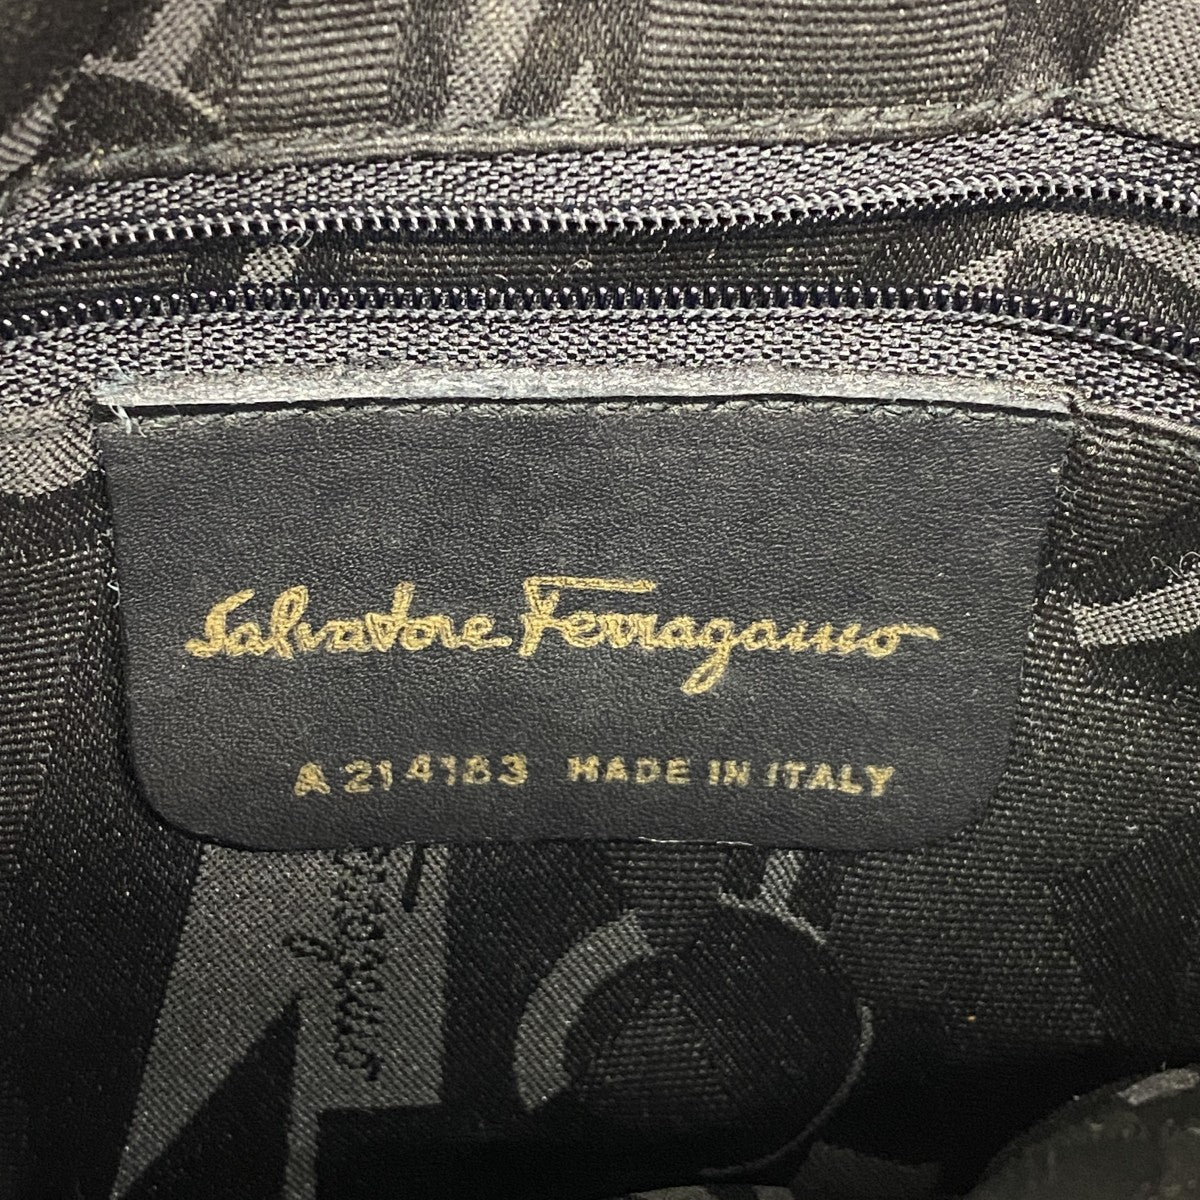 Salvatore Ferragamo
A 21 4183 MADE IN ITALY